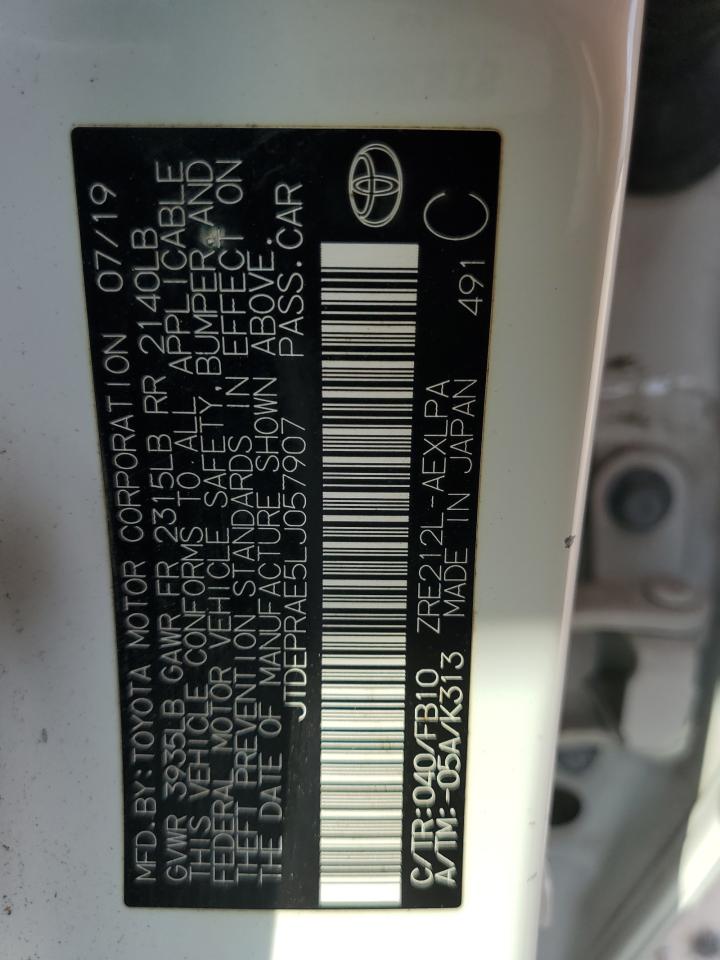 MFD.BY:TOYOTA MOTOR CORPORATION 07/19
GVWR 3935LB GAWR FR 2315LB RR 2140LB
THIS VEHICLE CONFORMS TO ALL APPLICABLE
FEDERAL MOTOR VEHICLE SAFETY,BUMPER,AND
THEFT PREVENTION STANDARDS IN EFFECT ON
THE DATE OF MANUFACTURE SHOWN ABOVE.
JTDEPRAE5LJ057907 PASS.CAR
C/TR:040/FB10 ZRE212L-AEXLPA
A/TM:-05A/K313 MADE IN JAPAN 491 C